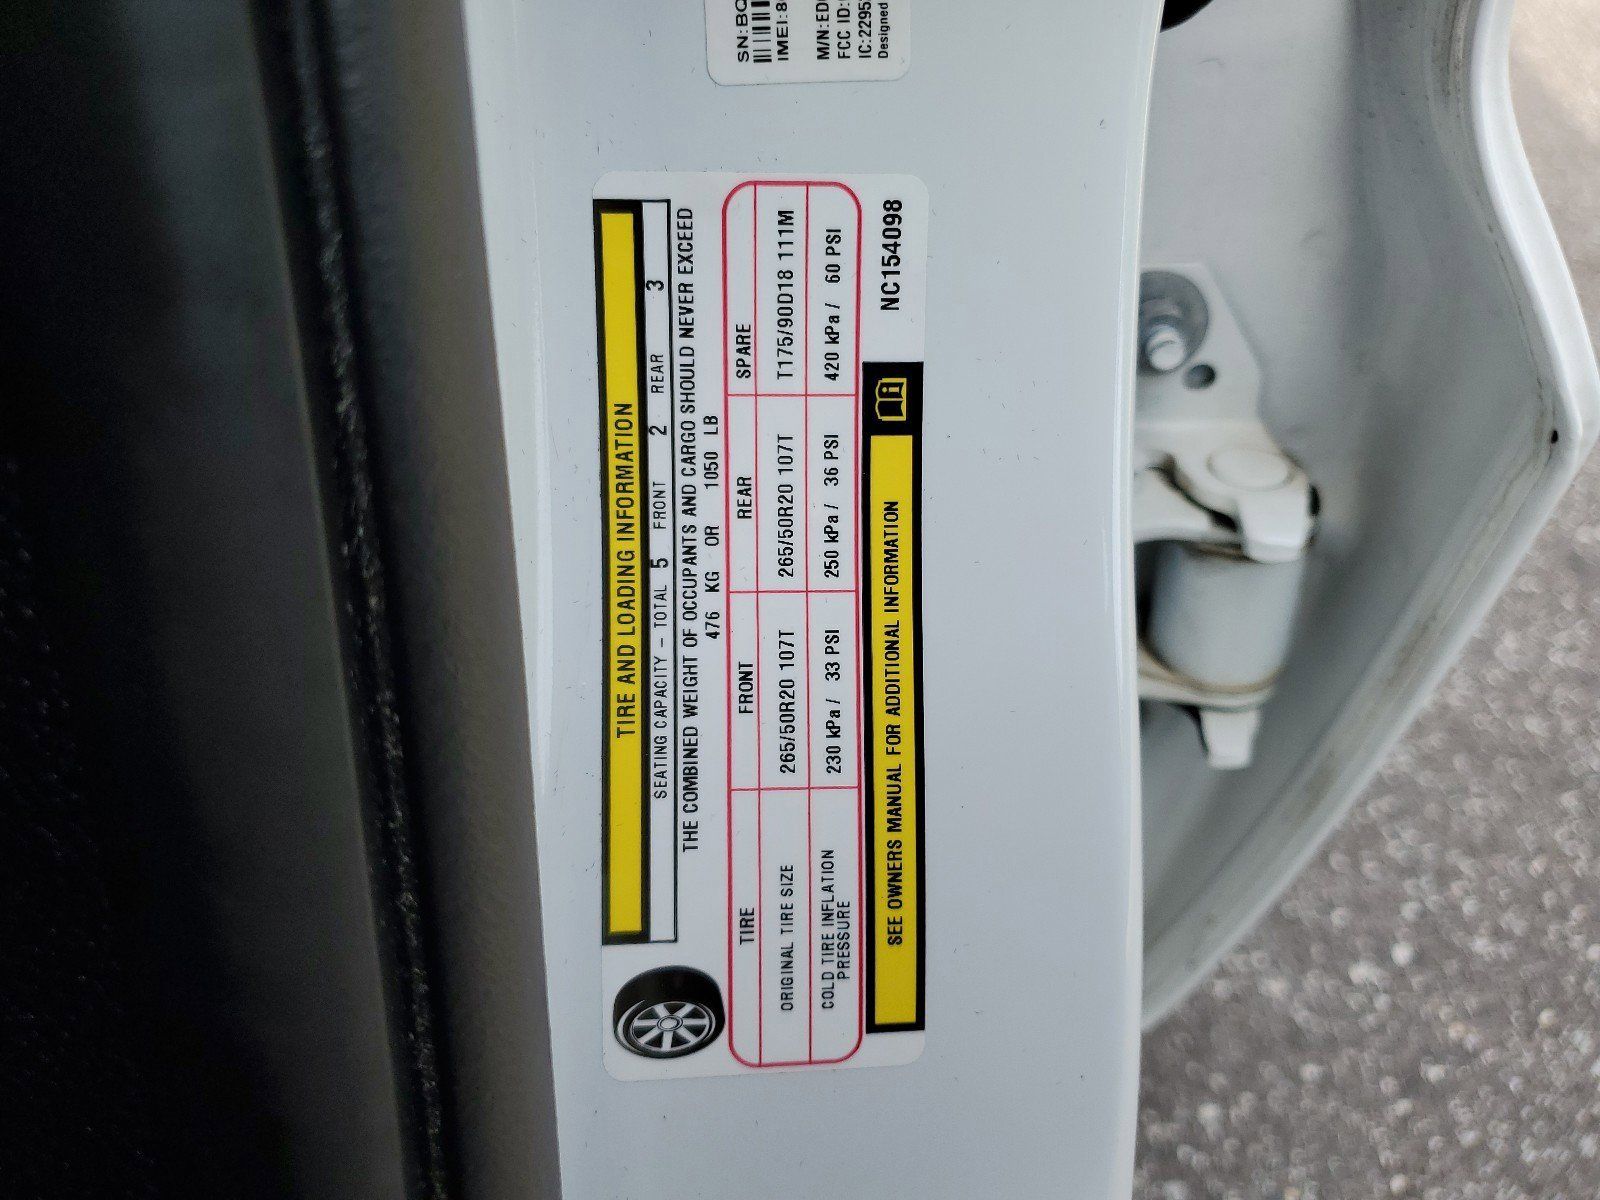 SN:BQ
IMEI:8
M/N:ED
FCC ID:
IC:2295
Designed
TIRE AND LOADING INFORMATION
SEATING CAPACITY – TOTAL 5 FRONT 2 REAR 3
THE COMBINED WEIGHT OF OCCUPANTS AND CARGO SHOULD NEVER EXCEED
476 KG OR 1050 LB
TIRE FRONT REAR SPARE
ORIGINAL TIRE SIZE 265/50R20 107T 265/50R20 107T T175/90D18 111M
COLD TIRE INFLATION
PRESSURE 230 kPa / 33 PSI 250 kPa / 36 PSI 420 kPa / 60 PSI
SEE OWNERS MANUAL FOR ADDITIONAL INFORMATION
NC154098